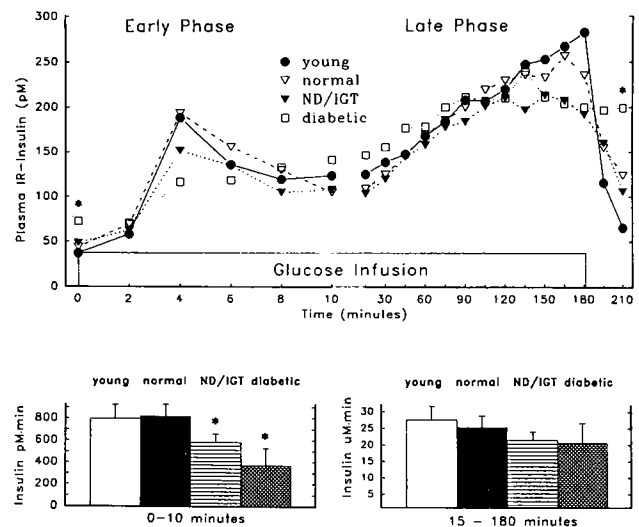 Early Phase Late Phase
Plasma IR-Insulin (pM)
300
250
200
150
100
50
0
young
normal
ND/IGT
diabetic
*
*
Glucose Infusion
0 2 4 6 8 10 30 60 90 120 150 180 210
Time (minutes)
young normal ND/IGT diabetic
Insulin pM·min
800
600
400
200
0
*
*
0-10 minutes
young normal ND/IGT diabetic
Insulin uM·min
30
25
20
15
10
5
15 - 180 minutes